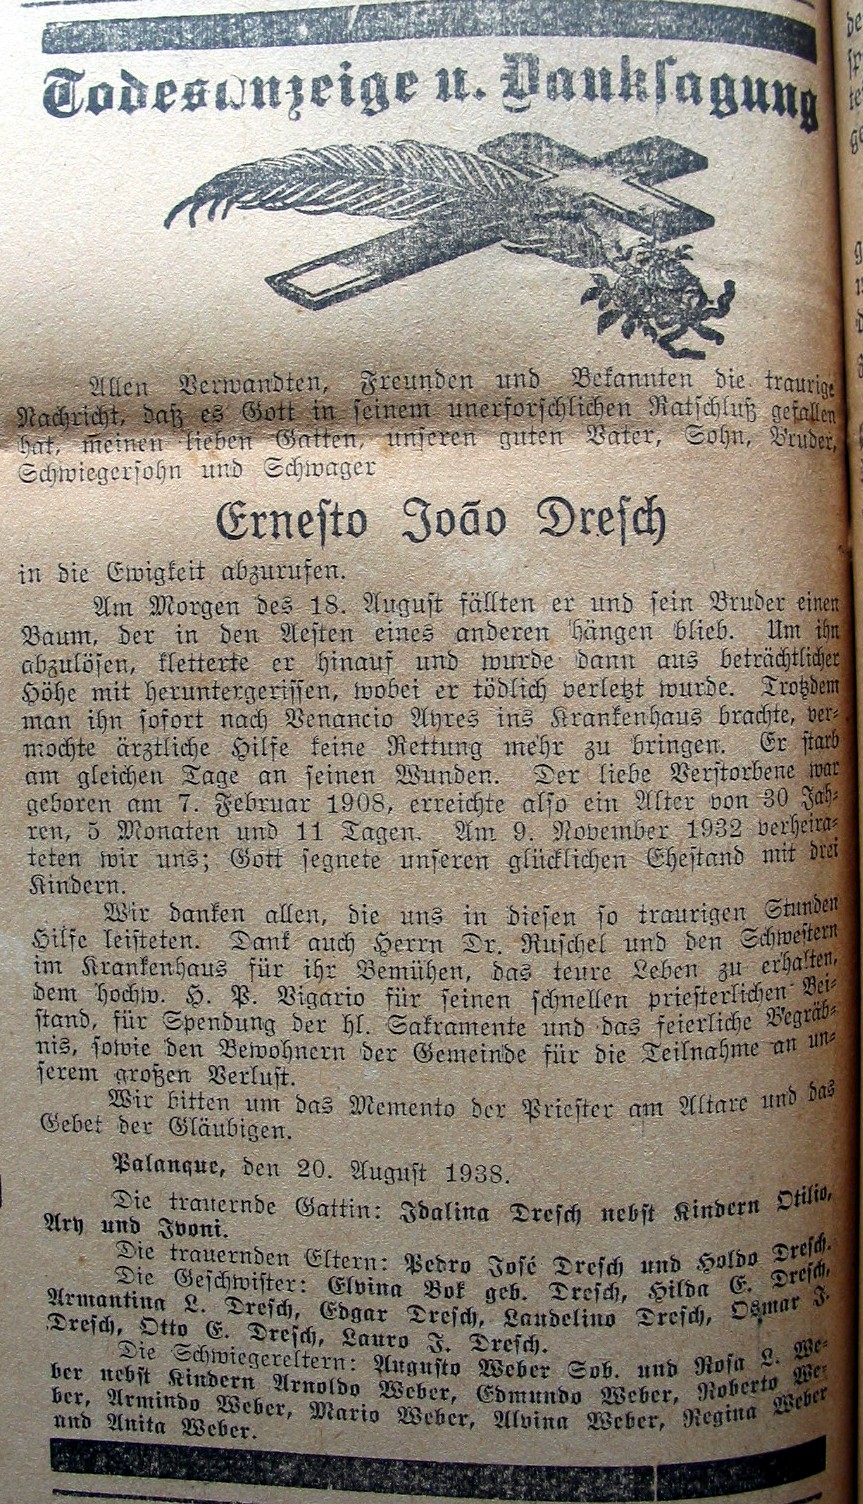 Todesanzeige u. Danksagung
Allen Verwandten, Freunden und Bekannten die traurige
Nachricht, daß es Gott in seinem unerforschlichen Ratschluß gefallen
hat, meinen lieben Gatten, unseren guten Vater, Sohn, Bruder,
Schwiegersohn und Schwager
Ernesto João Dresch
in die Ewigkeit abzurufen.
Am Morgen des 18. August fällten er und sein Bruder einen
Baum, der in den Aesten eines anderen hängen blieb. Um ihn
abzulösen, kletterte er hinauf und wurde dann aus beträchtlicher
Höhe mit heruntergerissen, wobei er tödlich verletzt wurde. Trotzdem
man ihn sofort nach Venancio Ayres ins Krankenhaus brachte, ver-
mochte ärztliche Hilfe keine Rettung mehr zu bringen. Er starb
am gleichen Tage an seinen Wunden. Der liebe Verstorbene war
geboren am 7. Februar 1908, erreichte also ein Alter von 30 Jah-
ren, 5 Monaten und 11 Tagen. Am 9. November 1932 verheira-
teten wir uns; Gott segnete unseren glücklichen Ehestand mit drei
Kindern.
Wir danken allen, die uns in diesen so traurigen Stunden
Hilfe leisteten. Dank auch Herrn Dr. Ruschel und den Schwestern
im Krankenhaus für ihr Bemühen, das teure Leben zu erhalten,
dem hochw. H. P. Vigario für seinen schnellen priesterlichen Bei-
stand, für Spendung der hl. Sakramente und das feierliche Begräb-
nis, sowie den Bewohnern der Gemeinde für die Teilnahme an un-
serem großen Verlust.
Wir bitten um das Memento der Priester am Altare und das
Gebet der Gläubigen.
Palanque, den 20. August 1938.
Die trauernde Gattin: Idalina Dresch nebst Kindern Otilio,
Ary und Ivoni.
Die trauernden Eltern: Pedro José Dresch und Holda Dresch.
Die Geschwister: Elvina Bok geb. Dresch, Hilda E. Dresch,
Armantina L. Dresch, Edgar Dresch, Laudelino Dresch, Osmar J.
Dresch, Otto E. Dresch, Lauro J. Dresch.
Die Schwiegereltern: Augusto Weber Sob. und Rosa L. We-
ber nebst Kindern Arnoldo Weber, Edmundo Weber, Roberto We-
ber, Armindo Weber, Mario Weber, Alvina Weber, Regina Weber
und Anita Weber.